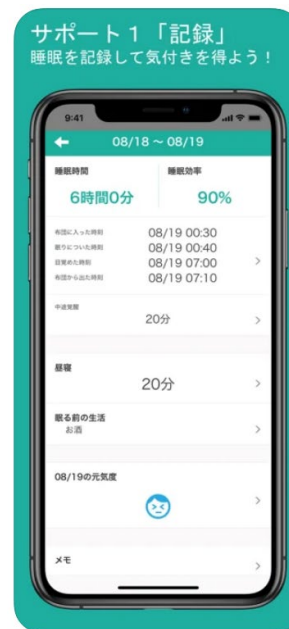 サポート１「記録」
睡眠を記録して気付きを得よう！
9:41
08/18 ~ 08/19
睡眠時間 睡眠効率
6時間0分 90%
布団に入った時刻 08/19 00:30
眠りについた時刻 08/19 00:40
目覚めた時刻 08/19 07:00
布団から出た時刻 08/19 07:10
中途覚醒
20分
昼寝
20分
眠る前の生活
お酒
08/19の元気度
メモ